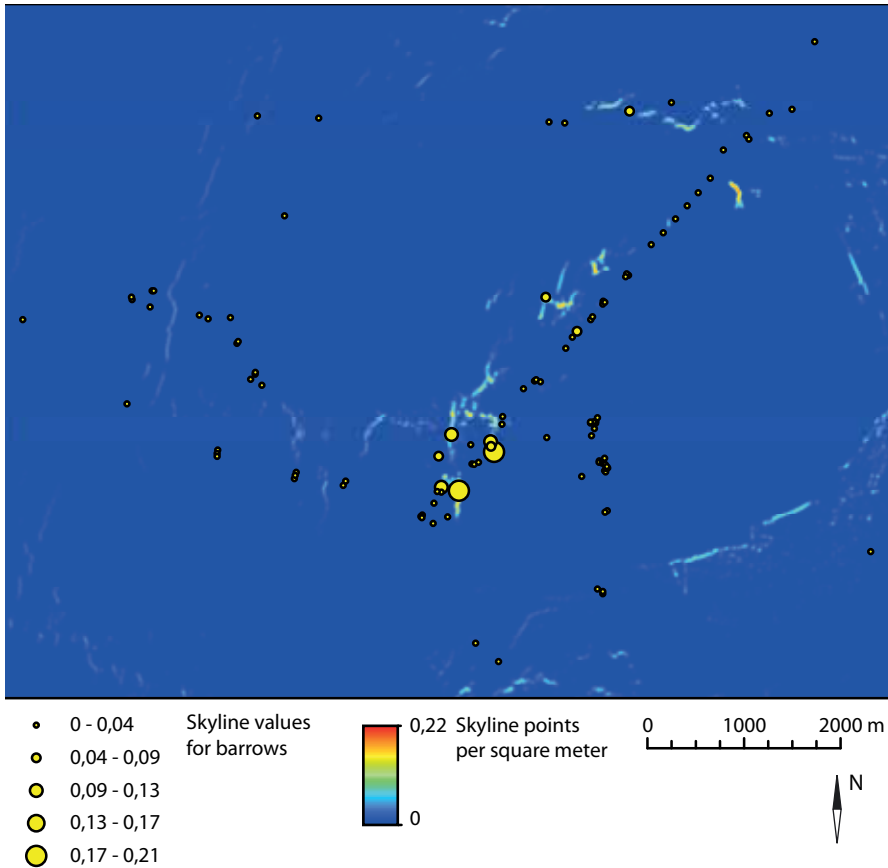 0 - 0,04
0,04 - 0,09
0,09 - 0,13
0,13 - 0,17
0,17 - 0,21
Skyline values
for barrows
0,22
0
Skyline points
per square meter
0 1000 2000 m
N